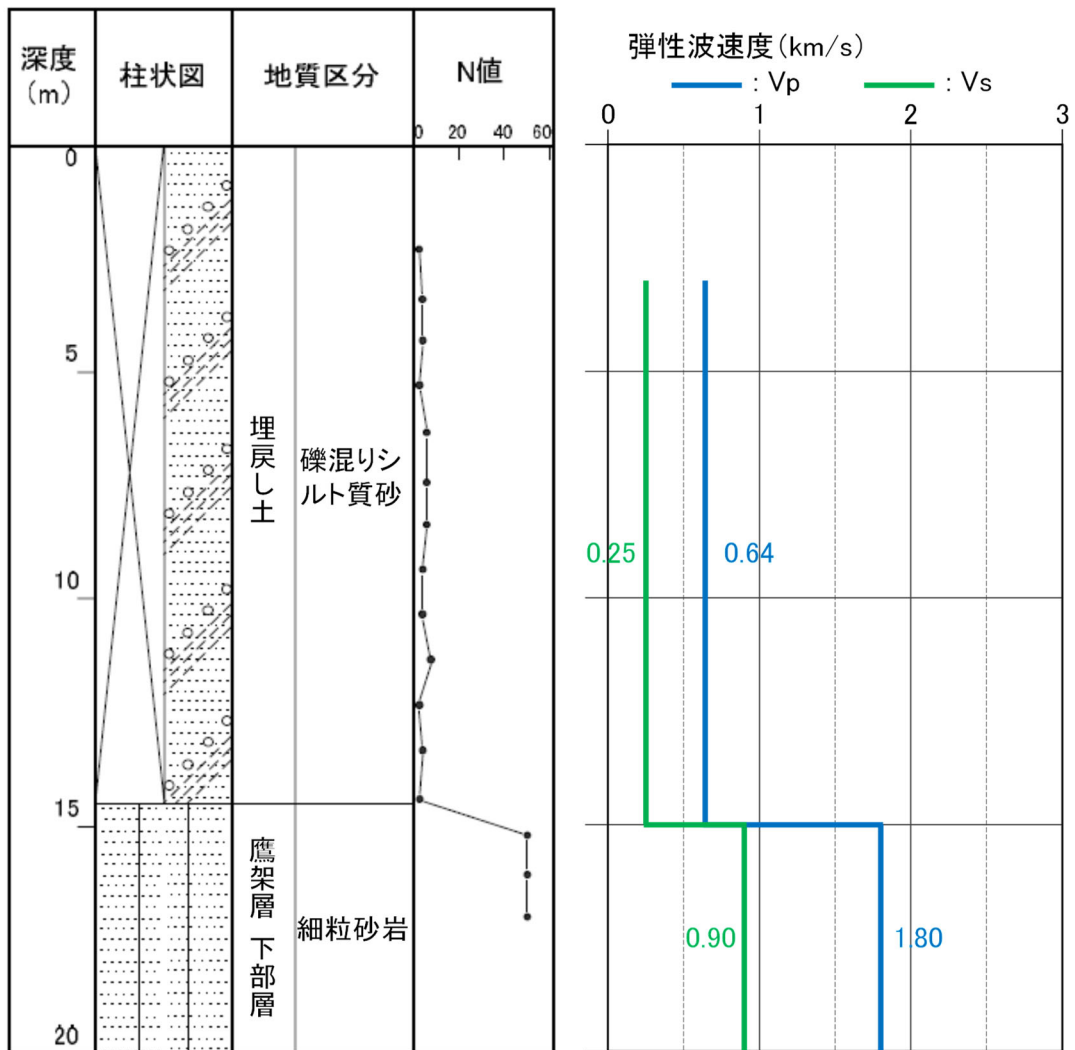 深度
(m)
柱状図
地質区分
N値
0 20 40 60
弾性波速度(km/s)
: Vp : Vs
0 1 2 3
0
5
10
15
20
埋戻し土
礫混りシ
ルト質砂
鷹架層 下部層
細粒砂岩
0.25
0.64
0.90
1.80